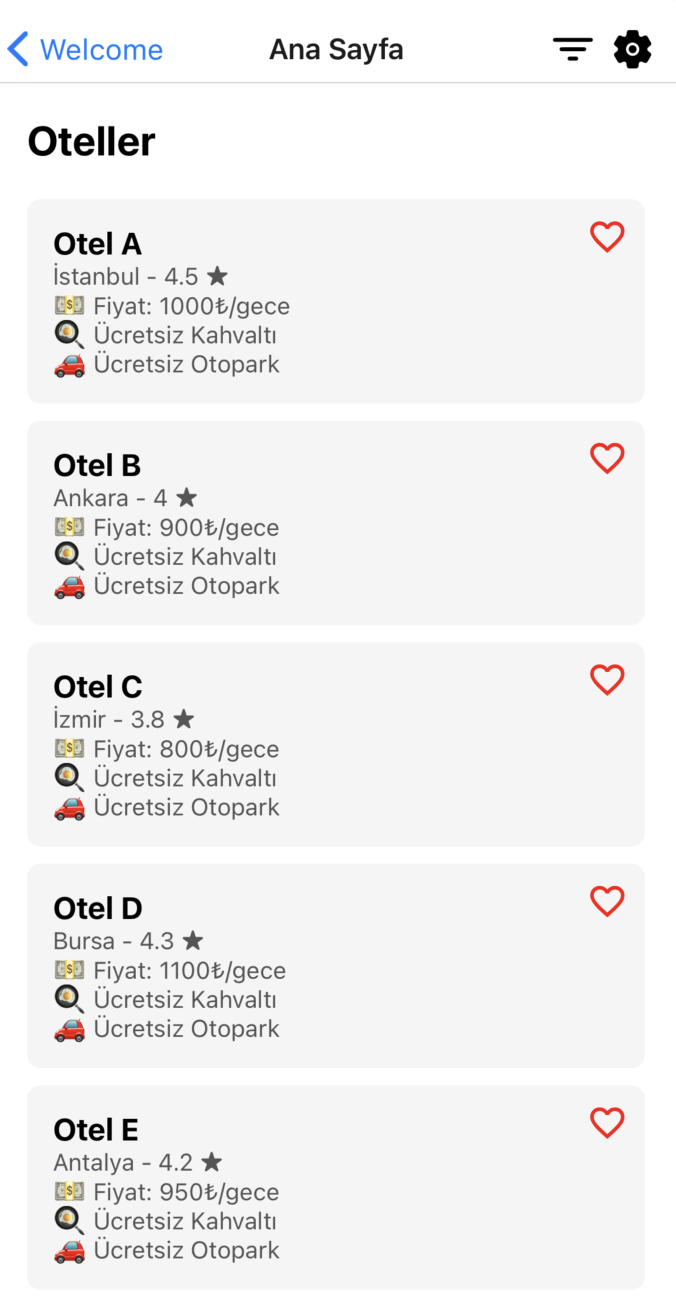 Welcome
Ana Sayfa
Oteller
Otel A
İstanbul - 4.5 ★
💵 Fiyat: 1000₺/gece
🍳 Ücretsiz Kahvaltı
🚗 Ücretsiz Otopark
Otel B
Ankara - 4 ★
💵 Fiyat: 900₺/gece
🍳 Ücretsiz Kahvaltı
🚗 Ücretsiz Otopark
Otel C
İzmir - 3.8 ★
💵 Fiyat: 800₺/gece
🍳 Ücretsiz Kahvaltı
🚗 Ücretsiz Otopark
Otel D
Bursa - 4.3 ★
💵 Fiyat: 1100₺/gece
🍳 Ücretsiz Kahvaltı
🚗 Ücretsiz Otopark
Otel E
Antalya - 4.2 ★
💵 Fiyat: 950₺/gece
🍳 Ücretsiz Kahvaltı
🚗 Ücretsiz Otopark